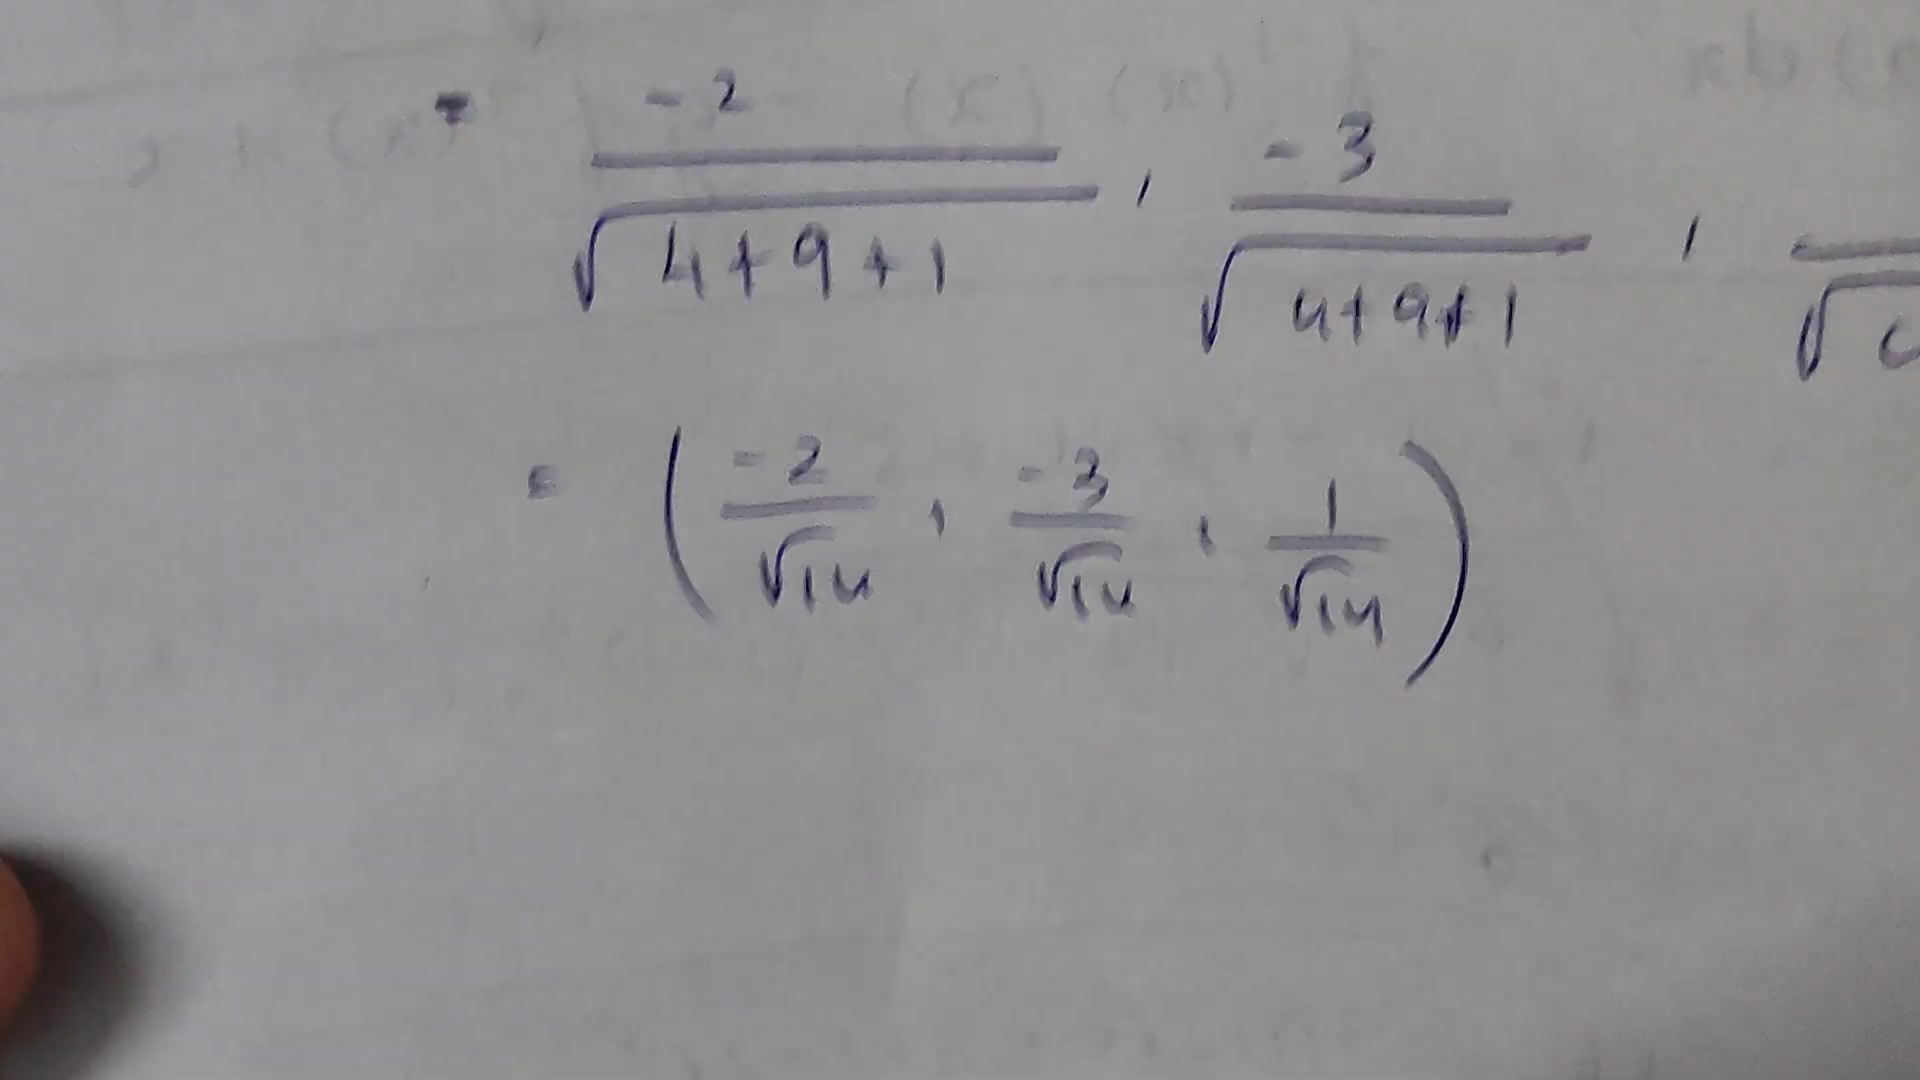 = -2/√(4+9+1) , -3/√(4+9+1) , √
= ( -2/√14 , -3/√14 , 1/√14 )